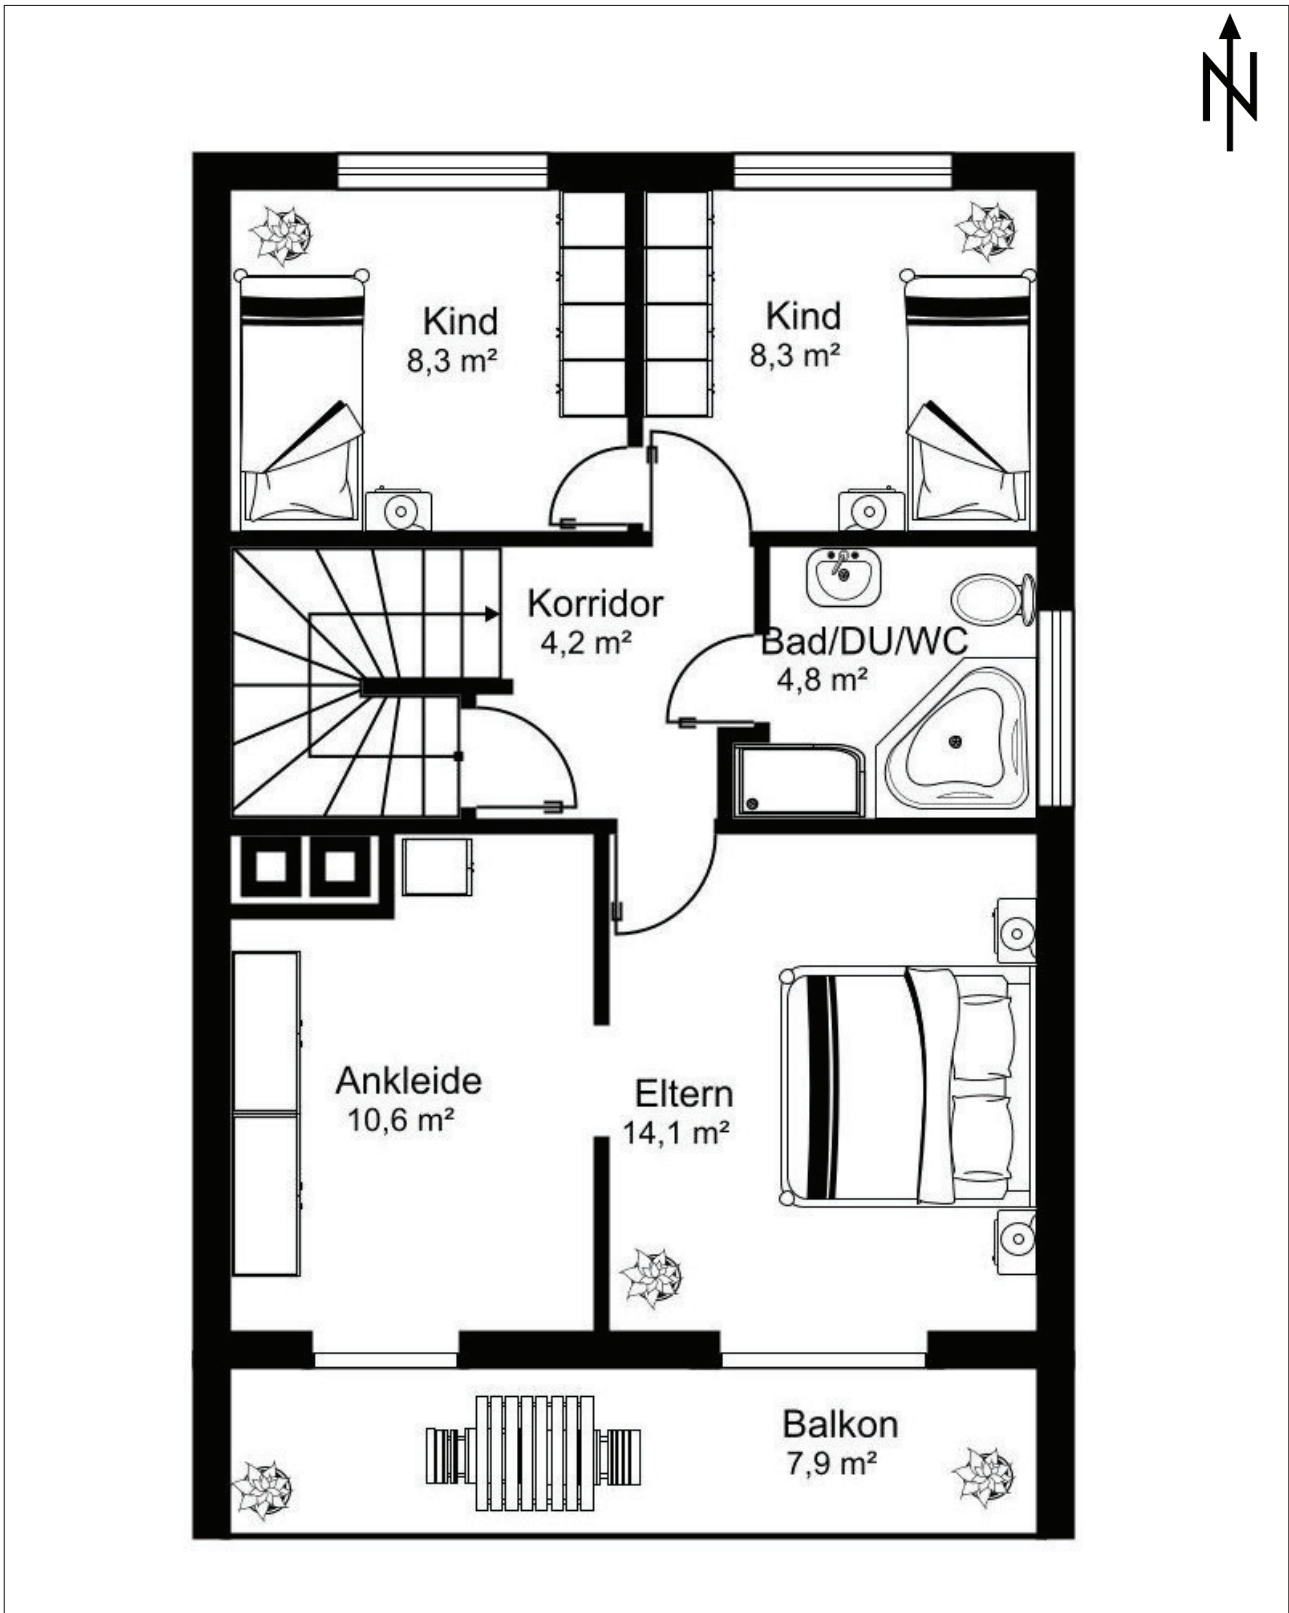 N
Kind
8,3 m²
Kind
8,3 m²
Korridor
4,2 m²
Bad/DU/WC
4,8 m²
Ankleide
10,6 m²
Eltern
14,1 m²
Balkon
7,9 m²